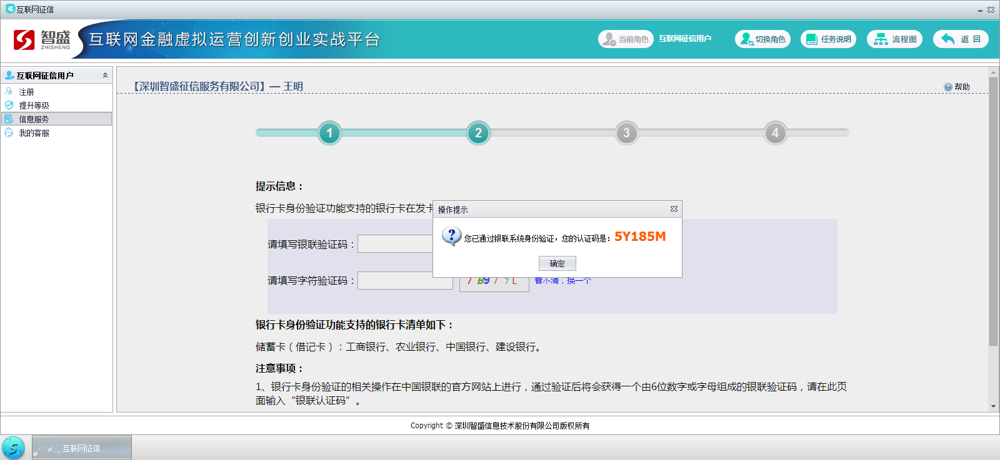 互联网征信
智盛
ZHISHENG
互联网金融虚拟运营创新创业实战平台
当前角色
互联网征信用户
切换角色
任务说明
流程图
返 回
互联网征信用户
注册
提升等级
信息服务
我的客服
【深圳智盛征信服务有限公司】— 王明
帮助
1 2 3 4
提示信息：
银行卡身份验证功能支持的银行卡在发卡
操作提示
您已通过银联系统身份验证，您的认证码是：5Y185M
确定
请填写银联验证码：
请填写字符验证码：
看不清，换一个
银行卡身份验证功能支持的银行卡清单如下：
储蓄卡（借记卡）：工商银行、农业银行、中国银行、建设银行。
注意事项：
1、银行卡身份验证的相关操作在中国银联的官方网站上进行，通过验证后将会获得一个由6位数字或字母组成的银联验证码，请在此页
面输入“银联认证码”。
Copyright © 深圳智盛信息技术股份有限公司版权所有
互联网征信